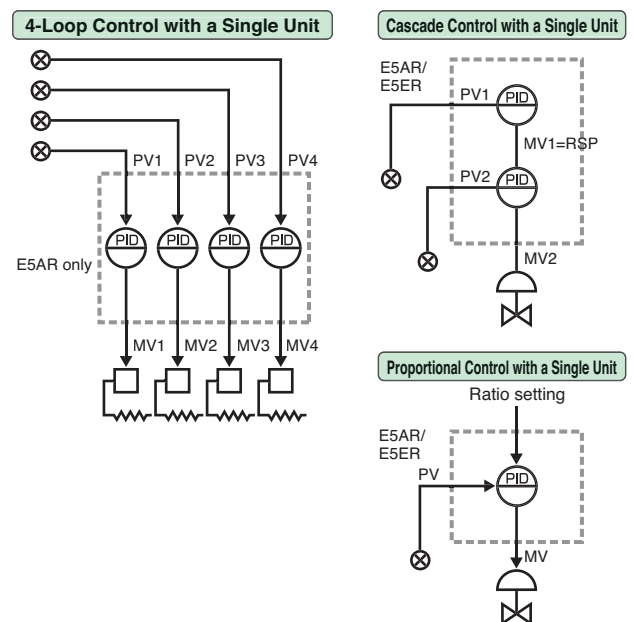 4-Loop Control with a Single Unit
PV1 PV2 PV3 PV4
PID PID PID PID
E5AR only
MV1 MV2 MV3 MV4
Cascade Control with a Single Unit
E5AR/
E5ER
PV1
PID
MV1=RSP
PV2
PID
MV2
Proportional Control with a Single Unit
Ratio setting
E5AR/
E5ER
PV
PID
MV